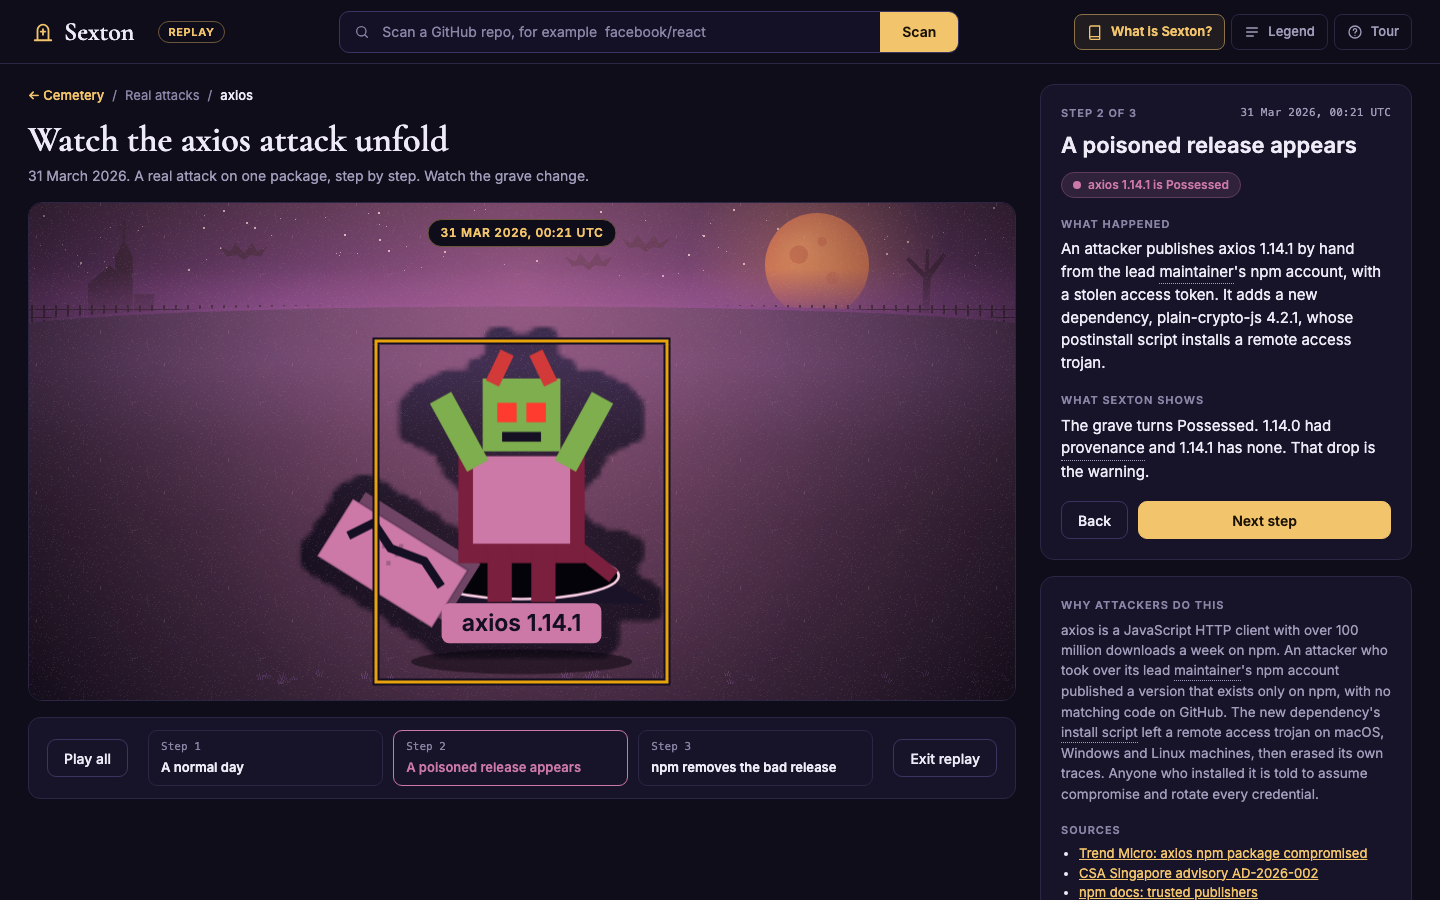 Sexton
REPLAY
Scan a GitHub repo, for example facebook/react
Scan
What Is Sexton?
Legend
Tour
← Cemetery / Real attacks / axios
Watch the axios attack unfold
31 March 2026. A real attack on one package, step by step. Watch the grave change.
31 MAR 2026, 00:21 UTC
axios 1.14.1
Play all
Step 1
A normal day
Step 2
A poisoned release appears
Step 3
npm removes the bad release
Exit replay
STEP 2 OF 3
31 Mar 2026, 00:21 UTC
A poisoned release appears
axios 1.14.1 is Possessed
WHAT HAPPENED
An attacker publishes axios 1.14.1 by hand
from the lead maintainer's npm account, with
a stolen access token. It adds a new
dependency, plain-crypto-js 4.2.1, whose
postinstall script installs a remote access
trojan.
WHAT SEXTON SHOWS
The grave turns Possessed. 1.14.0 had
provenance and 1.14.1 has none. That drop is
the warning.
Back
Next step
WHY ATTACKERS DO THIS
axios is a JavaScript HTTP client with over 100
million downloads a week on npm. An attacker who
took over its lead maintainer's npm account
published a version that exists only on npm, with no
matching code on GitHub. The new dependency's
install script left a remote access trojan on macOS,
Windows and Linux machines, then erased its own
traces. Anyone who installed it is told to assume
compromise and rotate every credential.
SOURCES
• Trend Micro: axios npm package compromised
• CSA Singapore advisory AD-2026-002
• npm docs: trusted publishers